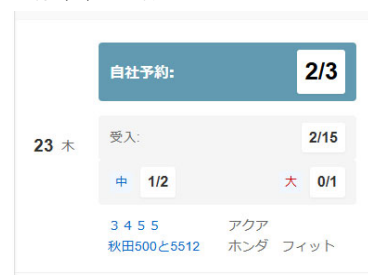 自社予約: 2/3
23 木
受入: 2/15
中 1/2 大 0/1
３４５５ アクア
秋田500と5512 ホンダ フィット